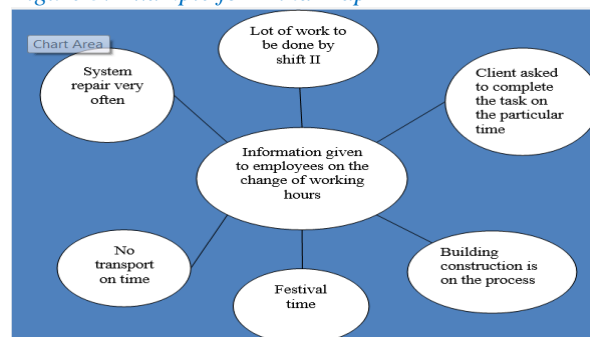 Chart Area
Lot of work to
be done by
shift II
System
repair very
often
Client asked
to complete
the task on
the particular
time
Information given
to employees on the
change of working
hours
No
transport
on time
Festival
time
Building
construction is
on the process